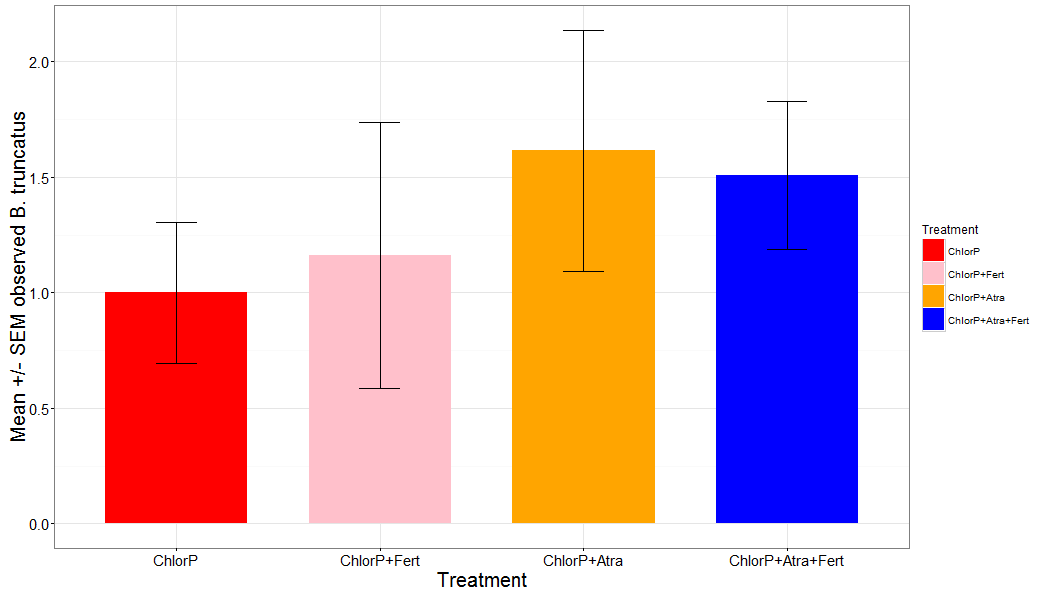 Mean +/- SEM observed B. truncatus
2.0
1.5
1.0
0.5
0.0
ChlorP
ChlorP+Fert
ChlorP+Atra
ChlorP+Atra+Fert
Treatment
Treatment
ChlorP
ChlorP+Fert
ChlorP+Atra
ChlorP+Atra+Fert